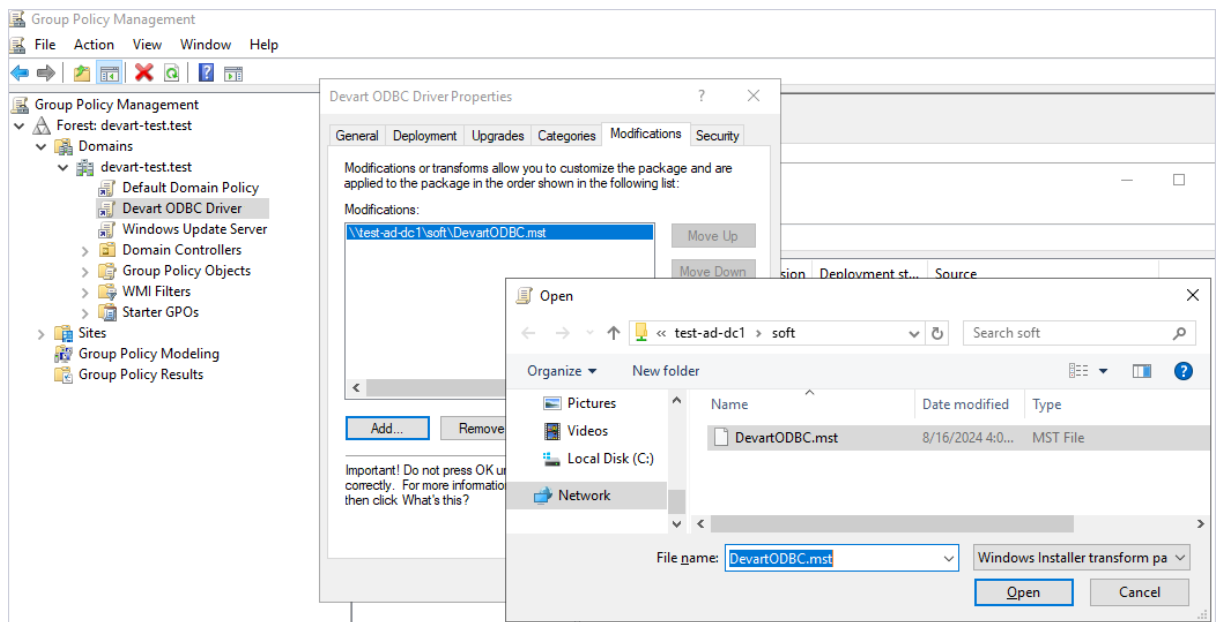 Group Policy Management
File Action View Window Help
Group Policy Management
Forest: devart-test.test
Domains
devart-test.test
Default Domain Policy
Devart ODBC Driver
Windows Update Server
Domain Controllers
Group Policy Objects
WMI Filters
Starter GPOs
Sites
Group Policy Modeling
Group Policy Results
Devart ODBC Driver Properties
General Deployment Upgrades Categories Modifications Security
Modifications or transforms allow you to customize the package and are
applied to the package in the order shown in the following list:
Modifications:
\\test-ad-dc1\soft\DevartODBC.mst
Move Up
Move Down
Add... Remove
Important! Do not press OK un
correctly. For more information
then click What's this?
sion Deployment st... Source
Open
« test-ad-dc1 > soft
Search soft
Organize New folder
Pictures
Videos
Local Disk (C:)
Network
Name Date modified Type
DevartODBC.mst 8/16/2024 4:0... MST File
File name: DevartODBC.mst
Windows Installer transform pa
Open Cancel